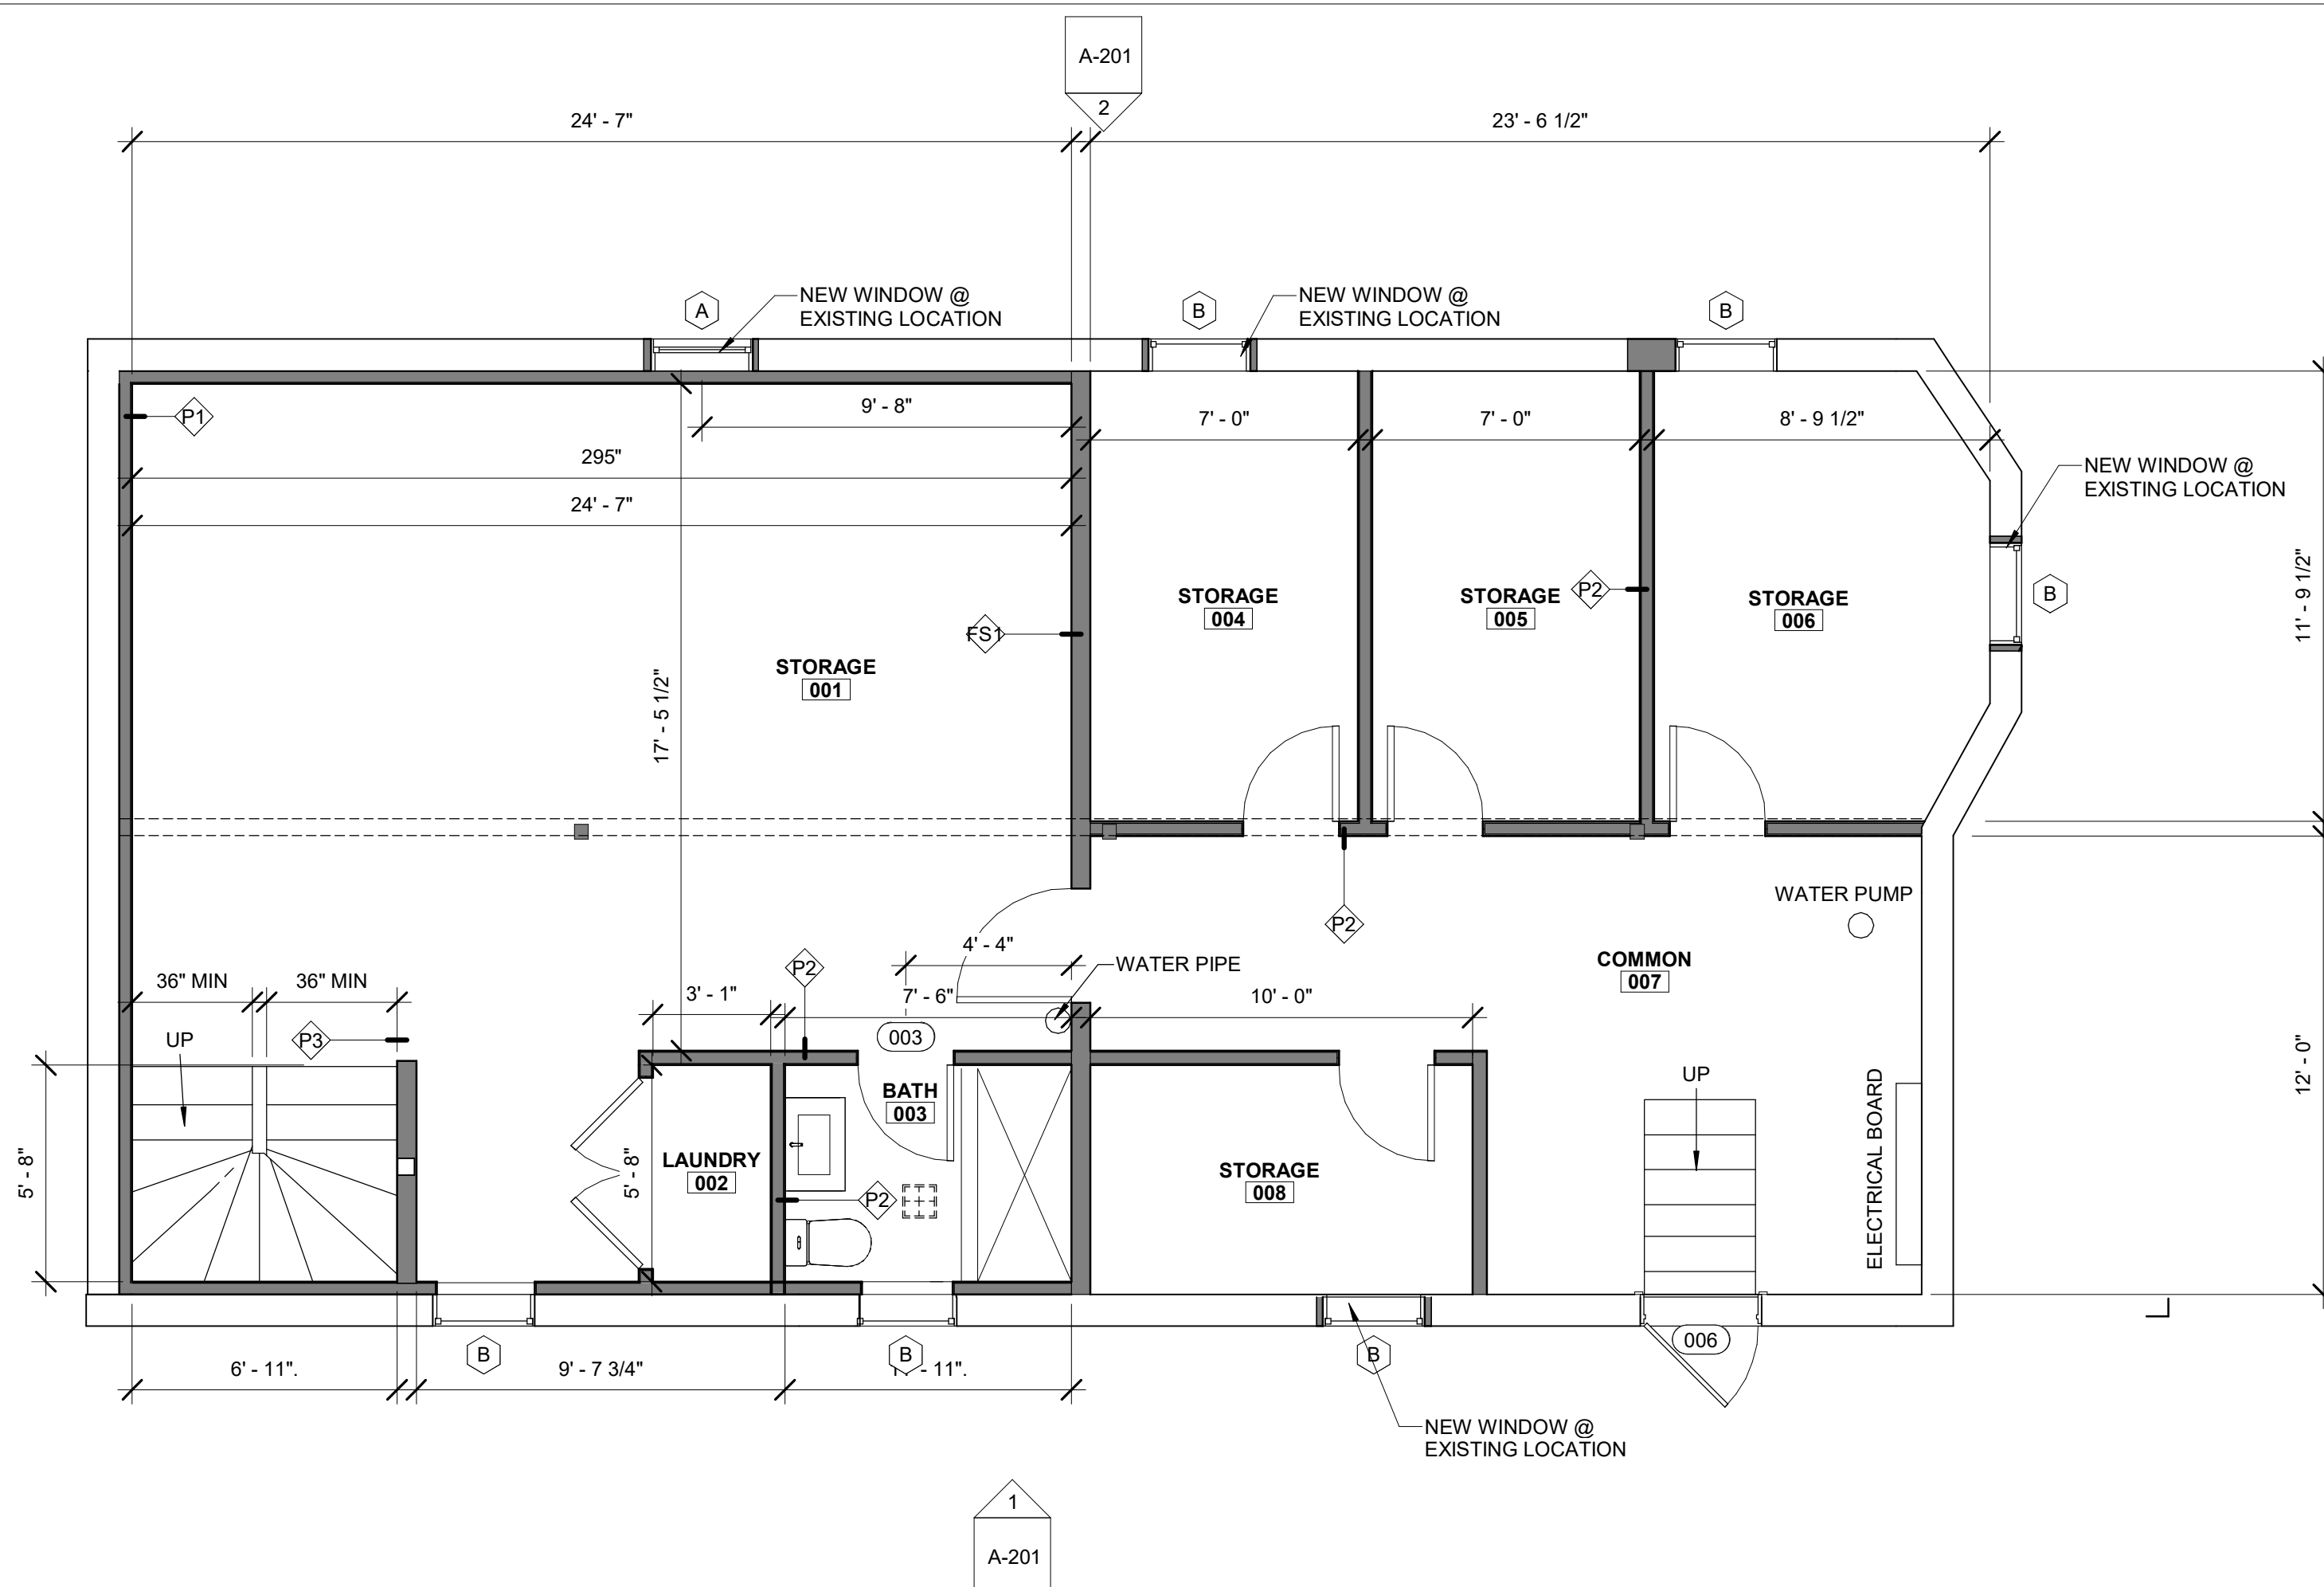 A-201
2
24' - 7"
23' - 6 1/2"
A
NEW WINDOW @
EXISTING LOCATION
B
NEW WINDOW @
EXISTING LOCATION
B
P1
9' - 8"
7' - 0"
7' - 0"
8' - 9 1/2"
295"
24' - 7"
NEW WINDOW @
EXISTING LOCATION
B
11' - 9 1/2"
STORAGE
004
STORAGE
005
P2
STORAGE
006
FS1
STORAGE
001
17' - 5 1/2"
WATER PUMP
P2
4' - 4"
WATER PIPE
COMMON
007
P2
36" MIN
36" MIN
3' - 1"
7' - 6"
10' - 0"
UP
P3
003
12' - 0"
UP
ELECTRICAL BOARD
BATH
003
5' - 8"
LAUNDRY
002
5' - 8"
P2
STORAGE
008
006
B
B
B
6' - 11".
9' - 7 3/4"
- 11".
NEW WINDOW @
EXISTING LOCATION
1
A-201